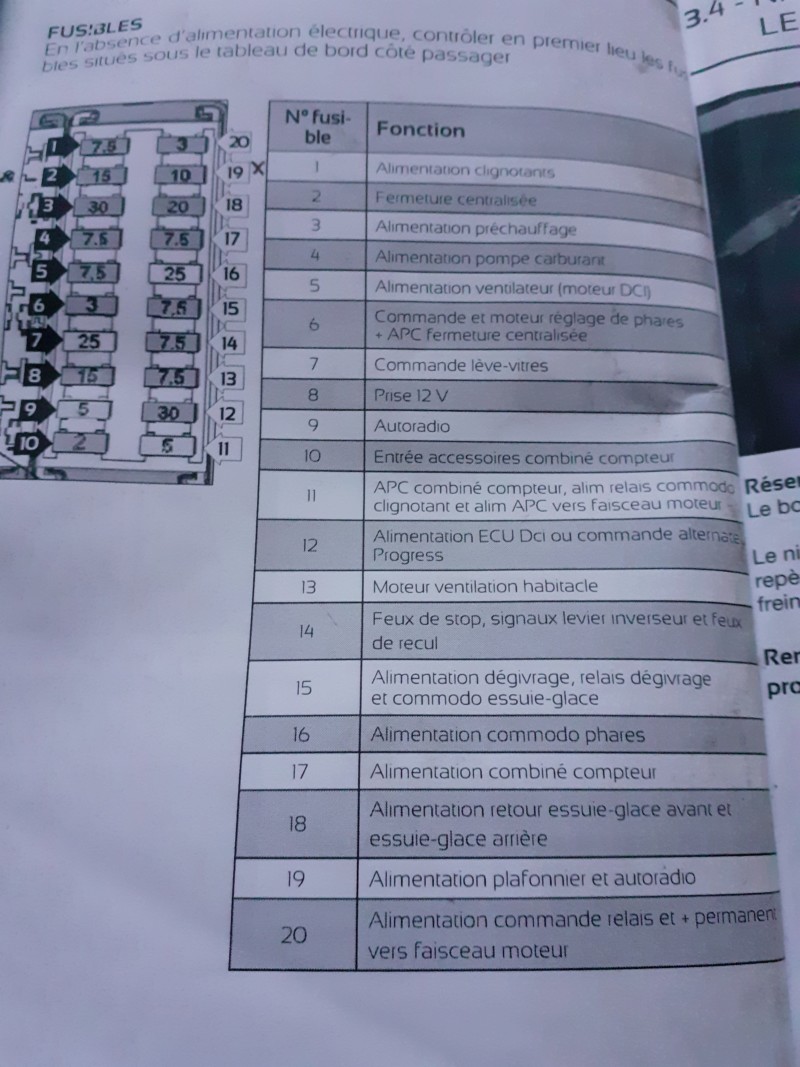 FUSIBLES
En l'absence d'alimentation électrique, contrôler en premier lieu les fus
bles situés sous le tableau de bord côté passager
1 7.5 3 20
2 15 10 19 X
3 30 20 18
4 7.5 7.5 17
5 7,5 25 16
6 3 7,5 15
7 25 7,5 14
8 15 7,5 13
9 5 30 12
10 2 5 11
N° fusi-
ble
Fonction
1 Alimentation clignotants
2 Fermeture centralisée
3 Alimentation préchauffage
4 Alimentation pompe carburant
5 Alimentation ventilateur (moteur DCI)
6 Commande et moteur réglage de phares
+ APC fermeture centralisée
7 Commande lève-vitres
8 Prise 12 V
9 Autoradio
10 Entrée accessoires combiné compteur
11 APC combiné compteur, alim relais commodo
clignotant et alim APC vers faisceau moteur
12 Alimentation ECU Dci ou commande
Progress
13 Moteur ventilation habitacle
14 Feux de stop, signaux levier inverseur et feux
de recul
15 Alimentation dégivrage, relais dégivrage
et commodo essuie-glace
16 Alimentation commodo phares
17 Alimentation combiné compteur
18 Alimentation retour essuie-glace avant et
essuie-glace arrière
19 Alimentation plafonnier et autoradio
20 Alimentation commande relais et + permanent
vers faisceau moteur
3.4 -
LE
Réser
Le bo
Le ni
repè
frein
Rer
pro